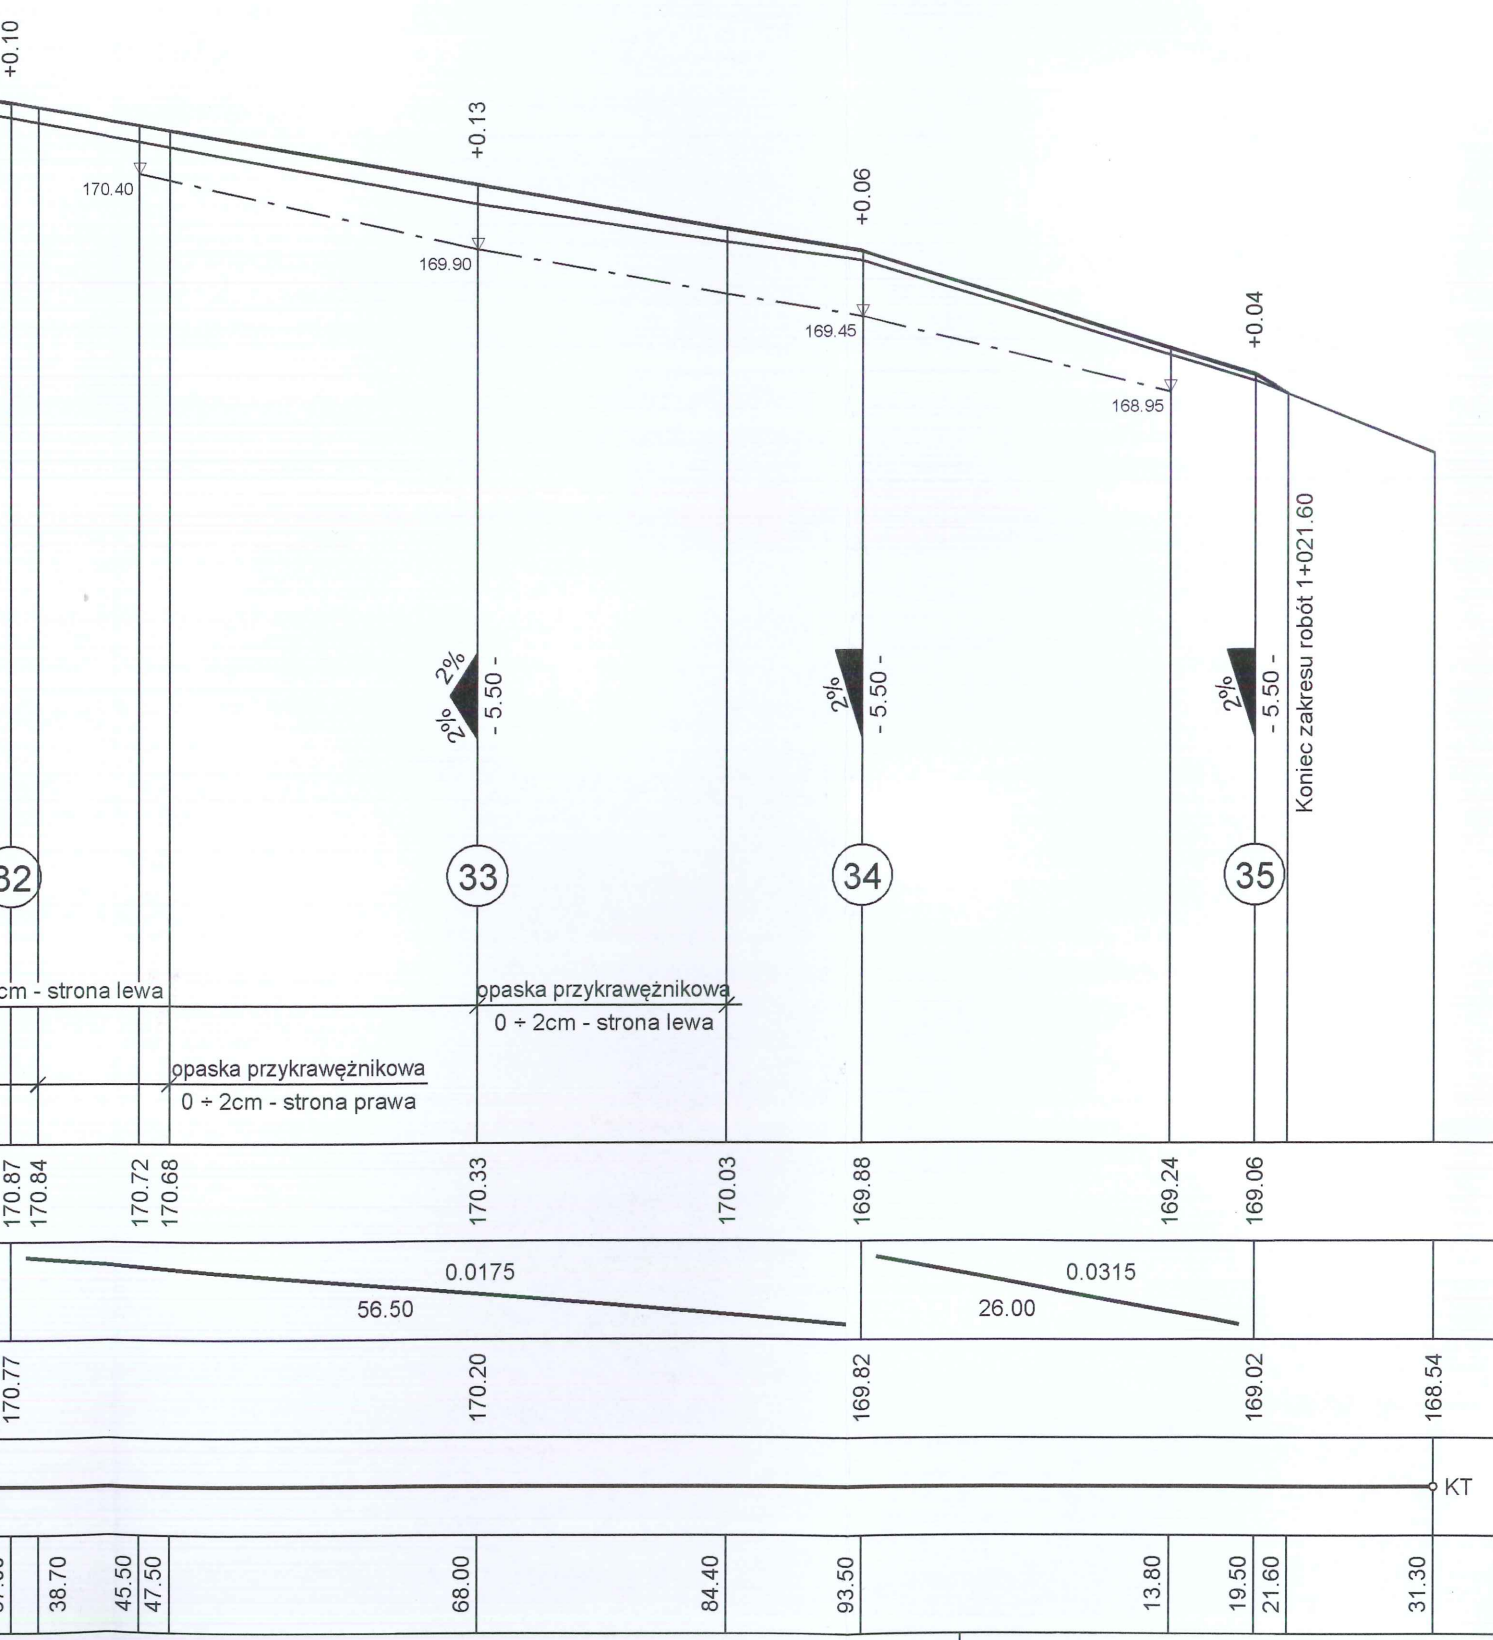 +0.10
+0.13
+0.06
+0.04
170.40
169.90
169.45
168.95
2% 2%
- 5.50 -
2%
- 5.50 -
2%
- 5.50 -
Koniec zakresu robót 1+021.60
32
33
34
35
cm - strona lewa
opaska przykrawężnikowa
0 ÷ 2cm - strona lewa
opaska przykrawężnikowa
0 ÷ 2cm - strona prawa
170.87 170.84 170.72 170.68 170.33 170.03 169.88 169.24 169.06
0.0175
56.50
0.0315
26.00
170.77 170.20 169.82 169.02 168.54
KT
38.70 45.50 47.50 68.00 84.40 93.50 13.80 19.50 21.60 31.30